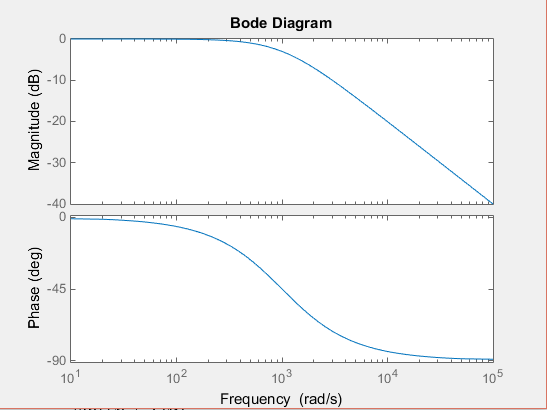 Bode Diagram
Magnitude (dB)
0
-10
-20
-30
-40
Phase (deg)
0
-45
-90
10^1 10^2 10^3 10^4 10^5
Frequency (rad/s)